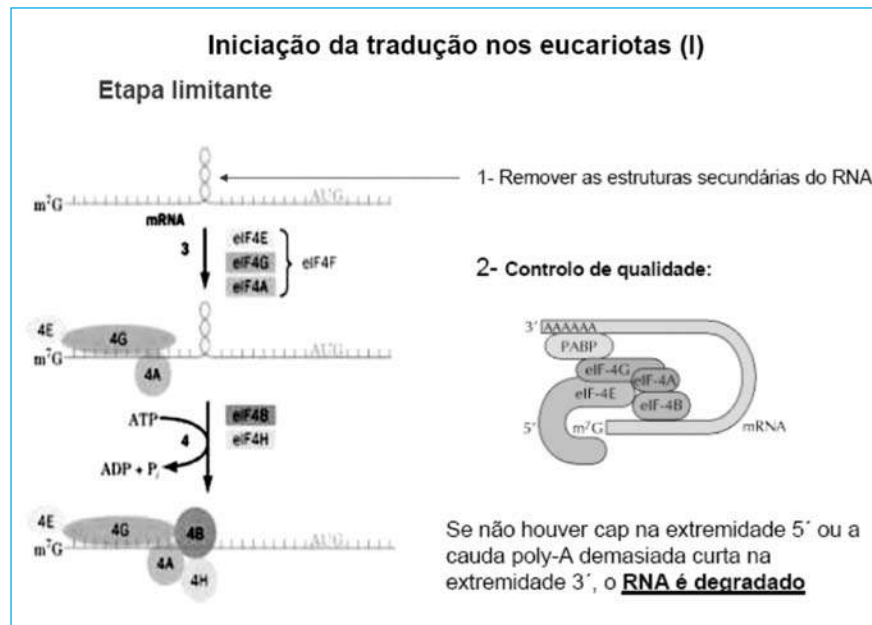 Iniciação da tradução nos eucariotas (I)
Etapa limitante
1- Remover as estruturas secundárias do RNA
m⁷G
AUG
mRNA
3
eIF4E
eIF4G
eIF4A
eIF4F
4E
4G
4A
m⁷G
AUG
ATP
4
ADP + Pᵢ
eIF4B
eIF4H
4E
4G
4B
4A
4H
m⁷G
AUG
2- Controlo de qualidade:
3´ AAAAAA
PABP
eIF-4G
eIF-4A
eIF-4E
eIF-4B
5´
m⁷G
mRNA
Se não houver cap na extremidade 5´ ou a
cauda poly-A demasiada curta na
extremidade 3´, o RNA é degradado